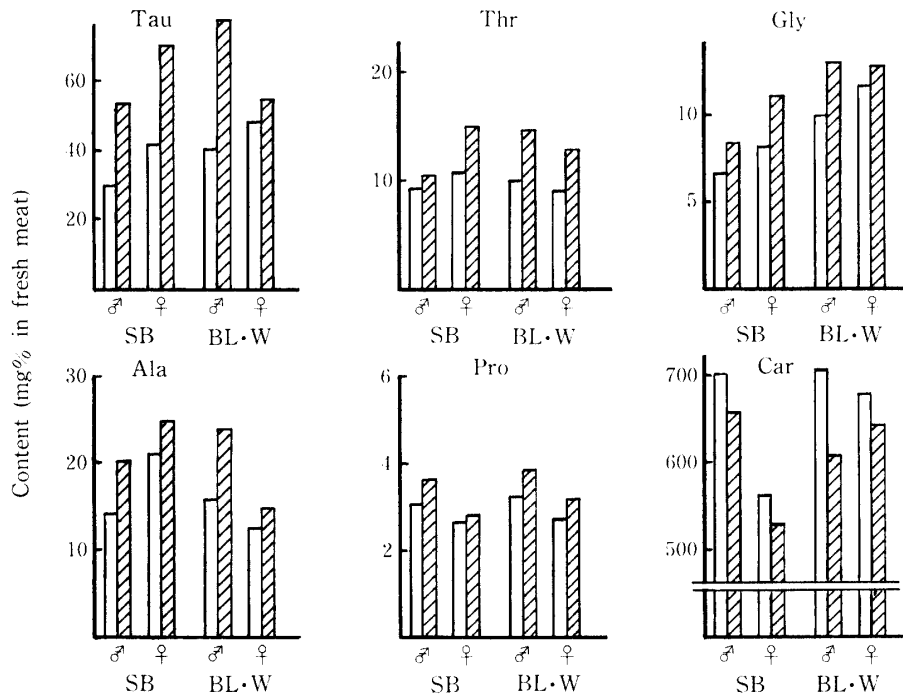 Content (mg% in fresh meat)
Tau
60
40
20
♂ ♀ ♂ ♀
SB BL·W
Thr
20
10
♂ ♀ ♂ ♀
SB BL·W
Gly
10
5
♂ ♀ ♂ ♀
SB BL·W
Ala
30
20
10
♂ ♀ ♂ ♀
SB BL·W
Pro
6
4
2
♂ ♀ ♂ ♀
SB BL·W
Car
700
600
500
♂ ♀ ♂ ♀
SB BL·W